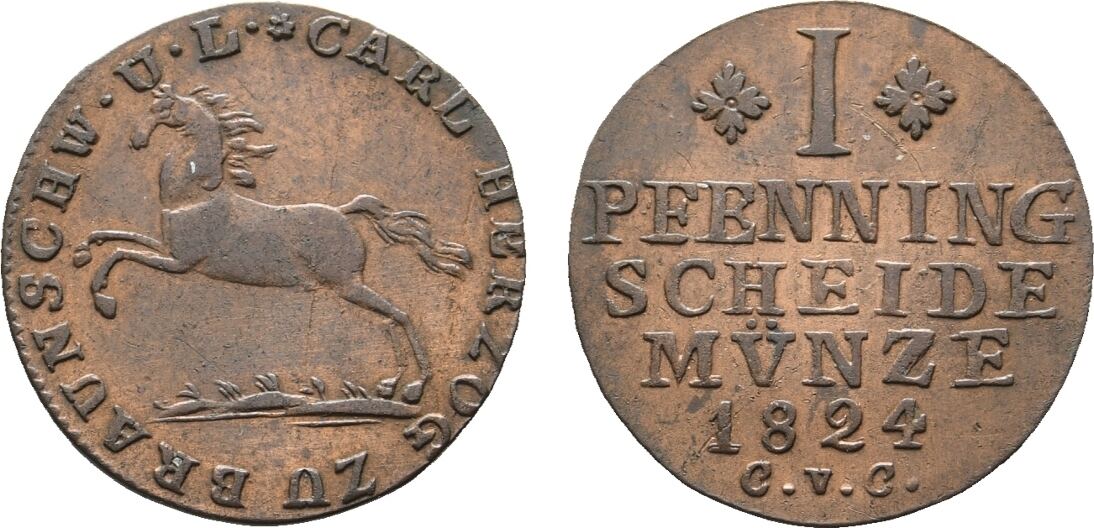 CARL HERZOG ZU BRAUNSCHW. U. L.
I
PFENNING
SCHEIDE
MÜNZE
1824
C.v.C.